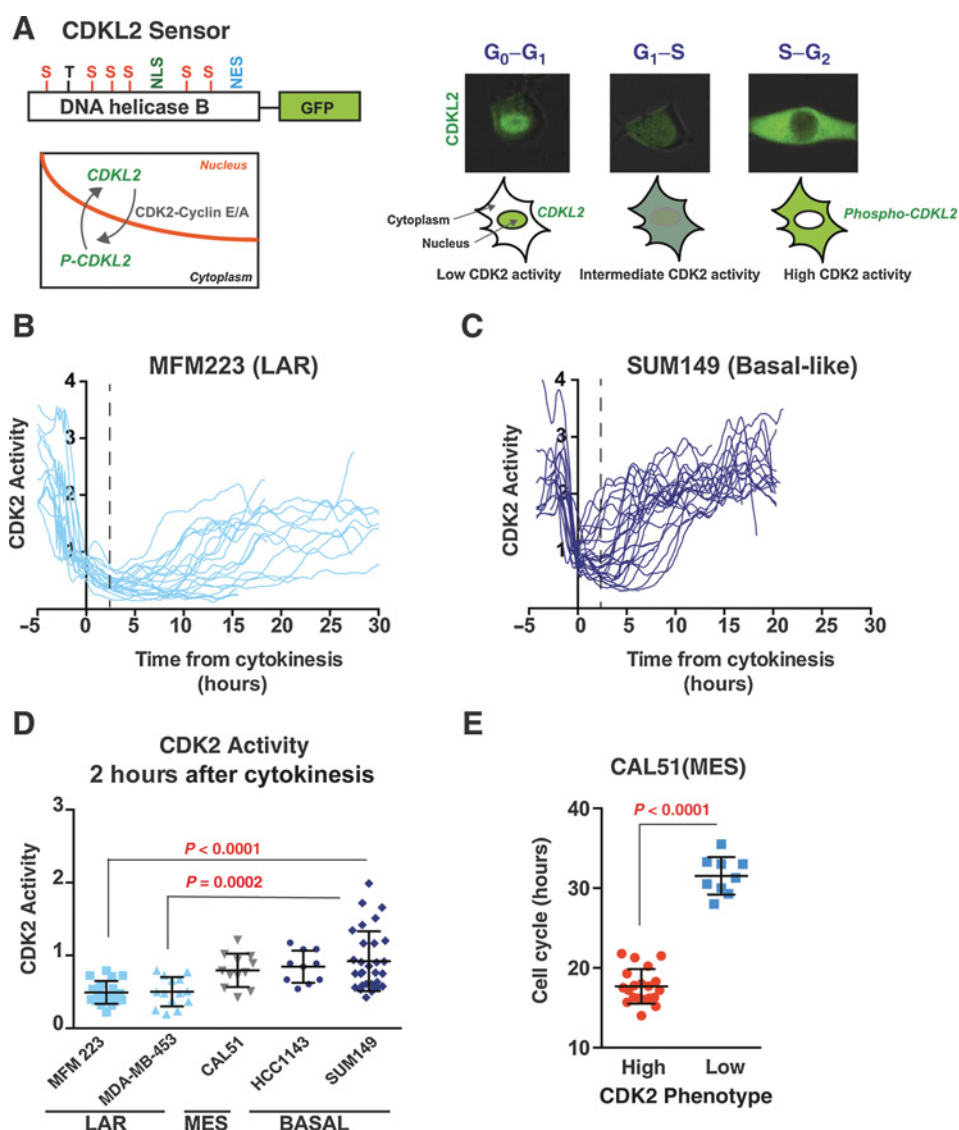 A CDKL2 Sensor
S T S S S NLS S S NES
DNA helicase B GFP
Nucleus
CDKL2
CDK2-Cyclin E/A
P-CDKL2
Cytoplasm
G0–G1 G1–S S–G2
CDKL2
Cytoplasm
Nucleus
CDKL2
Phospho-CDKL2
Low CDK2 activity Intermediate CDK2 activity High CDK2 activity
B
MFM223 (LAR)
CDK2 Activity
4
3
2
1
–5 0 5 10 15 20 25 30
Time from cytokinesis
(hours)
C
SUM149 (Basal-like)
CDK2 Activity
4
3
2
1
–5 0 5 10 15 20 25 30
Time from cytokinesis
(hours)
D
CDK2 Activity
2 hours after cytokinesis
CDK2 Activity
3
2
1
0
P < 0.0001
P = 0.0002
MFM 223
MDA-MB-453
CAL51
HCC1143
SUM149
LAR MES BASAL
E
CAL51(MES)
Cell cycle (hours)
40
30
20
10
P < 0.0001
High Low
CDK2 Phenotype